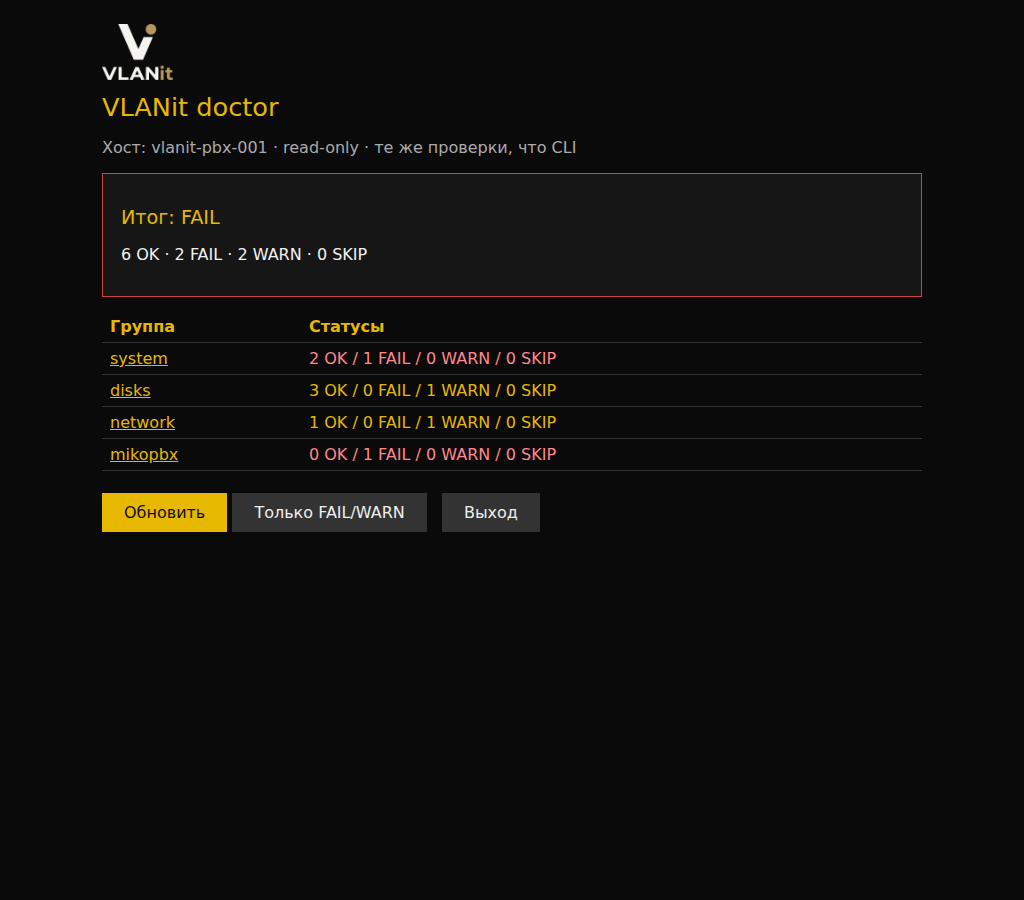 VLANit
VLANit doctor
Хост: vlanit-pbx-001 · read-only · те же проверки, что CLI
Итог: FAIL
6 OK · 2 FAIL · 2 WARN · 0 SKIP
Группа Статусы
system 2 OK / 1 FAIL / 0 WARN / 0 SKIP
disks 3 OK / 0 FAIL / 1 WARN / 0 SKIP
network 1 OK / 0 FAIL / 1 WARN / 0 SKIP
mikopbx 0 OK / 1 FAIL / 0 WARN / 0 SKIP
Обновить Только FAIL/WARN Выход